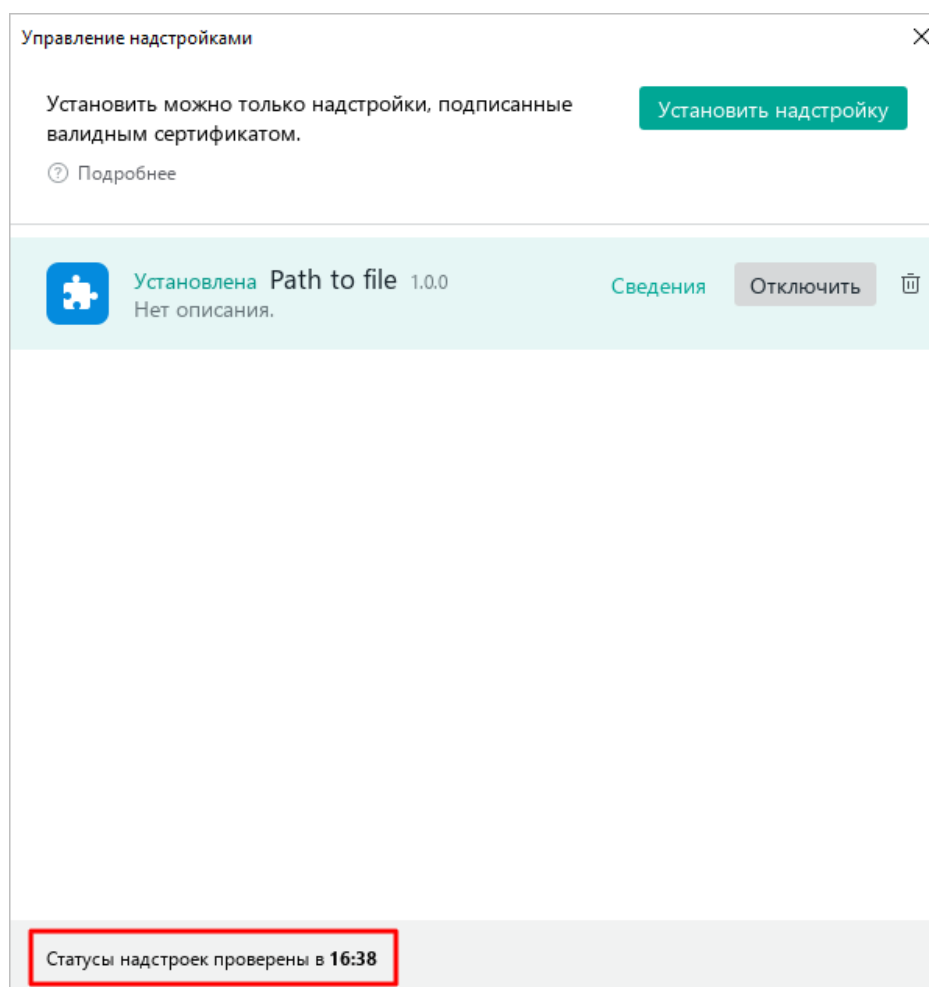 Управление надстройками
Установить можно только надстройки, подписанные
валидным сертификатом.
Установить надстройку
? Подробнее
Установлена Path to file 1.0.0
Нет описания.
Сведения
Отключить
Статусы надстроек проверены в 16:38